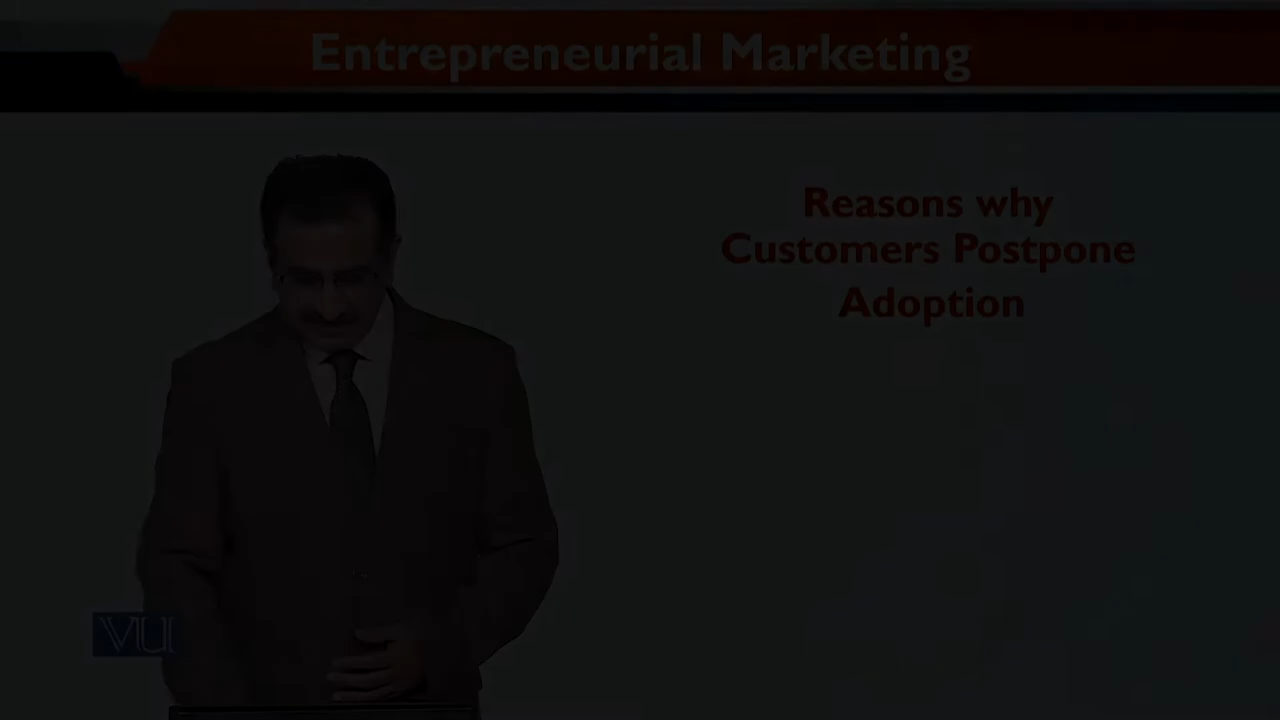 Entrepreneurial Marketing
Reasons why
Customers Postpone
Adoption
VU